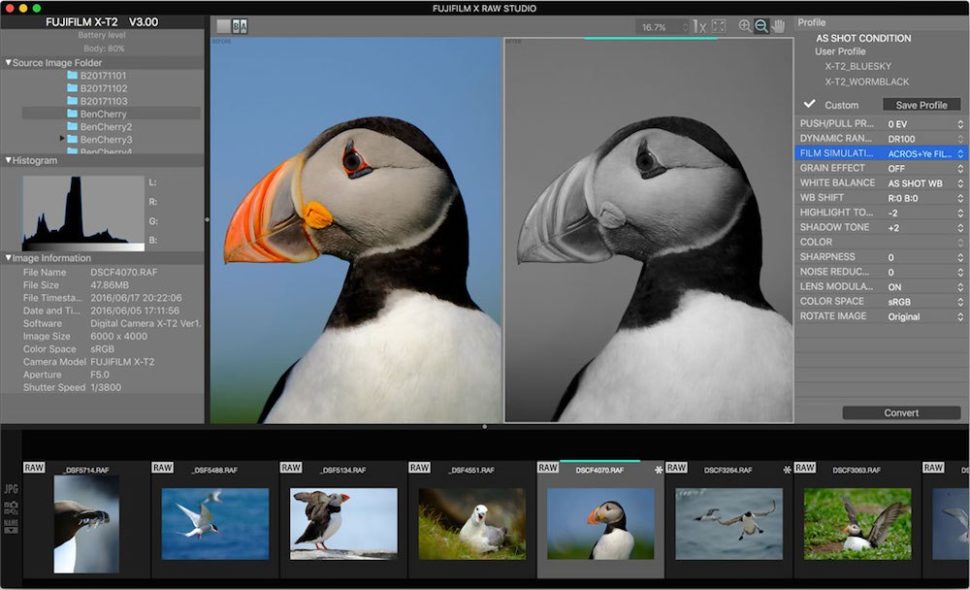 FUJIFILM X RAW STUDIO
FUJIFILM X-T2 V3.00
Battery level
Body: 80%
Source Image Folder
B20171101
B20171102
B20171103
BenCherry
BenCherry2
BenCherry3
BenCherry4
Histogram
L:
R:
G:
B:
Image Information
File Name DSCF4070.RAF
File Size 47.86MB
File Timesta... 2016/06/17 20:22:06
Date and Ti... 2016/06/05 17:11:56
Software Digital Camera X-T2 Ver1.
Image Size 6000 x 4000
Color Space sRGB
Camera Model FUJIFILM X-T2
Aperture F5.0
Shutter Speed 1/3800
B A
16.7%
1x
BEFORE
AFTER
Profile
AS SHOT CONDITION
User Profile
X-T2_BLUESKY
X-T2_WORMBLACK
Custom Save Profile
PUSH/PULL PR... 0 EV
DYNAMIC RAN... DR100
FILM SIMULATI... ACROS+Ye FIL...
GRAIN EFFECT OFF
WHITE BALANCE AS SHOT WB
WB SHIFT R:0 B:0
HIGHLIGHT TO... -2
SHADOW TONE +2
COLOR
SHARPNESS 0
NOISE REDUC... 0
LENS MODULA... ON
COLOR SPACE sRGB
ROTATE IMAGE Original
Convert
RAW _DSF5714.RAF
RAW _DSF5488.RAF
RAW _DSF5134.RAF
RAW _DSF4551.RAF
RAW DSCF4070.RAF
RAW DSCF3264.RAF
RAW DSCF3063.RAF
RAW
JPG
NAME